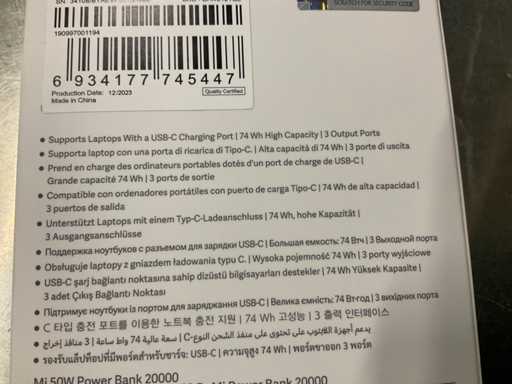 190997001194
6 934177 745447
Production Date: 12/2023
Made in China
Quality Certified
SCRATCH FOR SECURITY CODE
• Supports Laptops With a USB-C Charging Port | 74 Wh High Capacity | 3 Output Ports
• Supporta laptop con una porta di ricarica di Tipo-C. | Alta capacità di 74 Wh | 3 porte di uscita
• Prend en charge des ordinateurs portables dotés d'un port de charge de USB-C |
Grande capacité 74 Wh | 3 ports de sortie
• Compatible con ordenadores portátiles con puerto de carga Tipo-C | 74 Wh de alta capacidad |
3 puertos de salida
• Unterstützt Laptops mit einem Typ-C-Ladeanschluss | 74 Wh, hohe Kapazität |
3 Ausgangsanschlüsse
• Поддержка ноутбуков с разъемом для зарядки USB-C | Большая емкость: 74 Втч | 3 Выходной порта
• Obsługuje laptopy z gniazdem ładowania typu C. | Wysoka pojemność 74 Wh | 3 porty wyjściowe
• USB-C şarj bağlantı noktasına sahip dizüstü bilgisayarları destekler | 74 Wh Yüksek Kapasite |
3 adet Çıkış Bağlantı Noktası
• Підтримує ноутбуки із портом для заряджання USB-C | Велика ємність: 74 Вт·год | 3 вихідних порти
• C 타입 충전 포트를 이용한 노트북 충전 지원 | 74 Wh 고성능 | 3 출력 인터페이스
• يدعم أجهزة اللابتوب على تحتوي على منفذ الشحن النوع-C | سعة عالية 74 واط ساعة | 3 منافذ إخراج
• รองรับแล็ปท็อปที่มีพอร์ตสำหรับชาร์จ: USB-C | ความจุสูง 74 Wh | พอร์ตขาออก 3 พอร์ต
Mi 50W Power Bank 20000
Mi Power Bank 20000